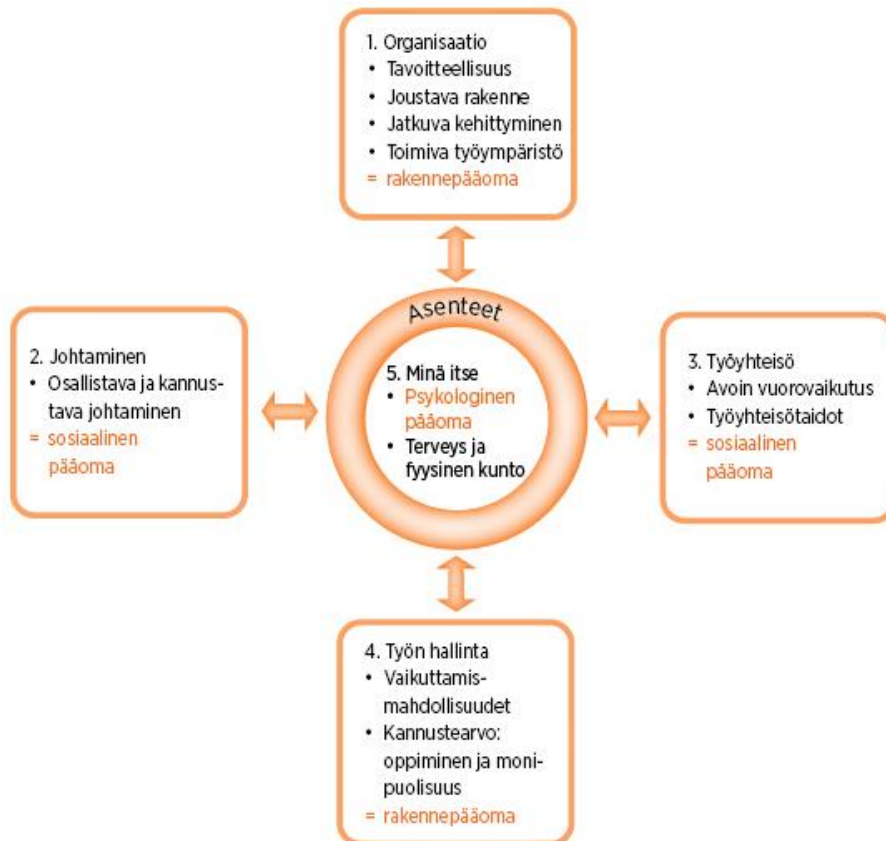 1. Organisaatio
• Tavoitteellisuus
• Joustava rakenne
• Jatkuva kehittyminen
• Toimiva työympäristö
= rakennepääoma
Asenteet
2. Johtaminen
• Osallistava ja kannus-
tava johtaminen
= sosiaalinen
pääoma
5. Minä itse
• Psykologinen
pääoma
• Terveys ja
fyysinen kunto
3. Työyhteisö
• Avoin vuorovaikutus
• Työyhteisötaidot
= sosiaalinen
pääoma
4. Työn hallinta
• Vaikuttamis-
mahdollisuudet
• Kannustearvo:
oppiminen ja moni-
puolisuus
= rakennepääoma